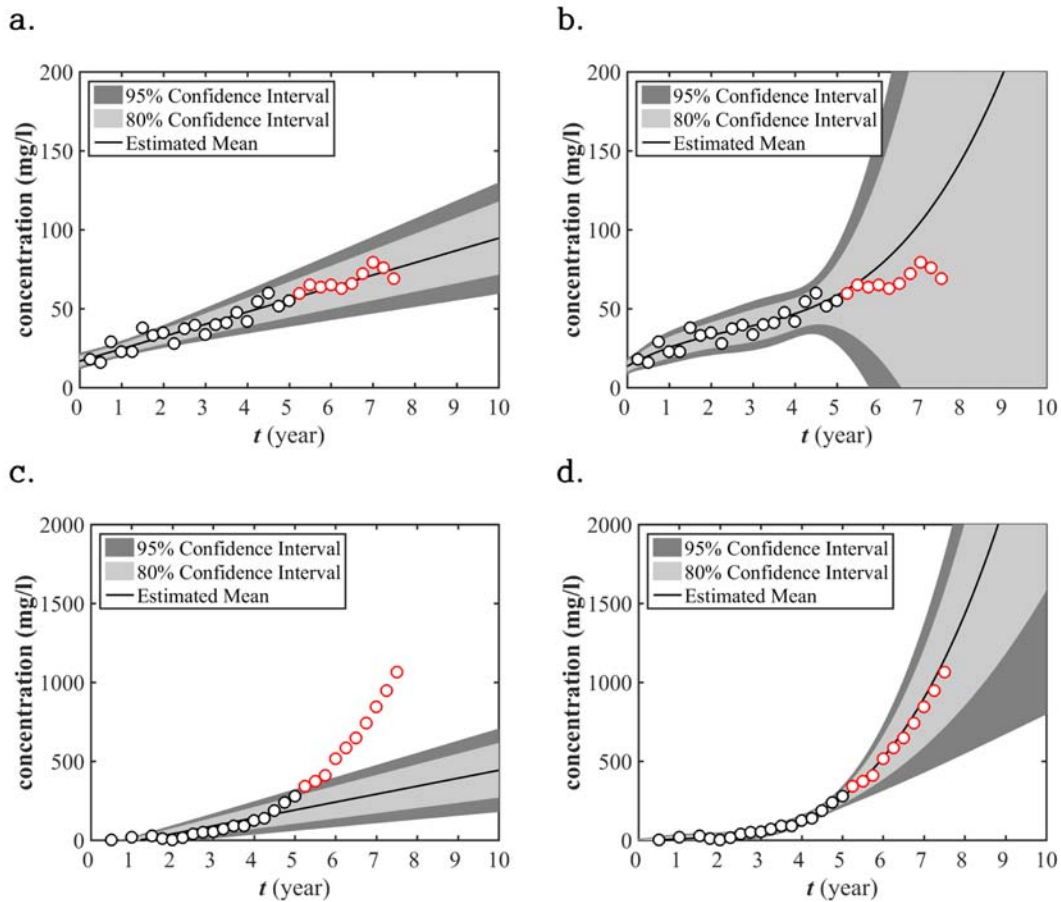 a.
200
150
100
50
0
concentration (mg/l)
95% Confidence Interval
80% Confidence Interval
Estimated Mean
0 1 2 3 4 5 6 7 8 9 10
t (year)
b.
200
150
100
50
0
concentration (mg/l)
95% Confidence Interval
80% Confidence Interval
Estimated Mean
0 1 2 3 4 5 6 7 8 9 10
t (year)
c.
2000
1500
1000
500
0
concentration (mg/l)
95% Confidence Interval
80% Confidence Interval
Estimated Mean
0 1 2 3 4 5 6 7 8 9 10
t (year)
d.
2000
1500
1000
500
0
concentration (mg/l)
95% Confidence Interval
80% Confidence Interval
Estimated Mean
0 1 2 3 4 5 6 7 8 9 10
t (year)